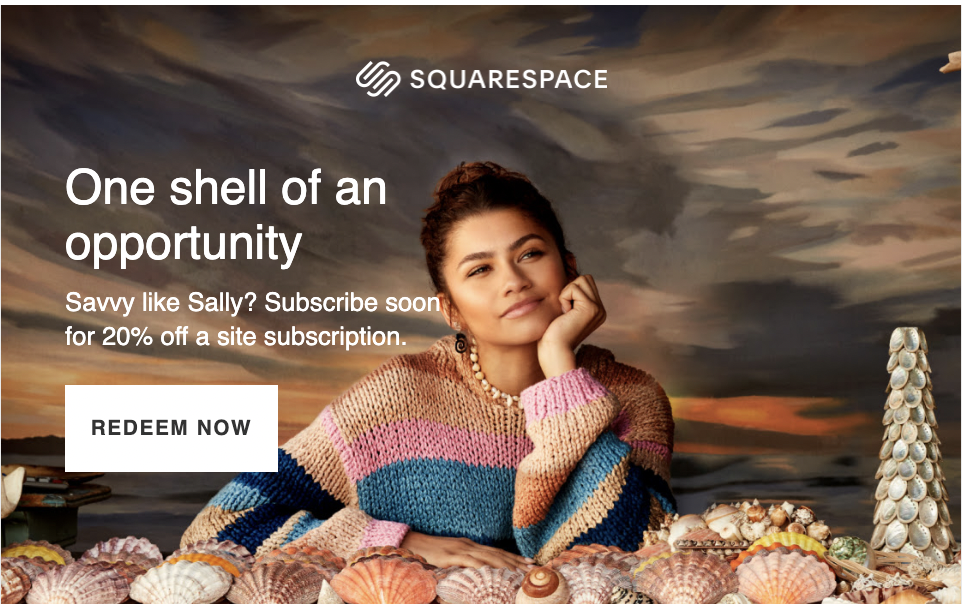 SQUARESPACE
One shell of an
opportunity
Savvy like Sally? Subscribe soon
for 20% off a site subscription.
REDEEM NOW